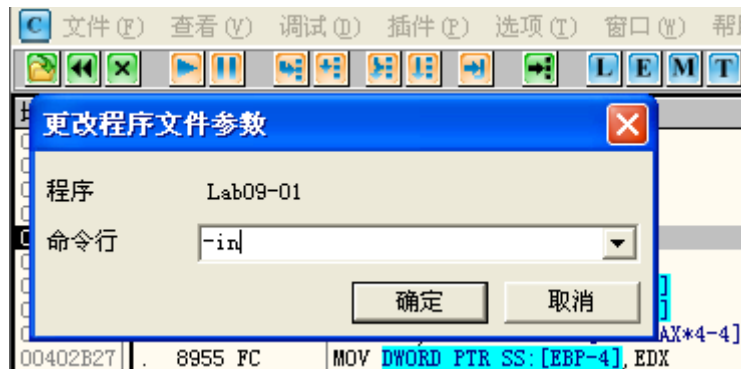 C 文件(F) 查看(V) 调试(D) 插件(P) 选项(T) 窗口(W)
L E M T
更改程序文件参数
程序 Lab09-01
命令行 -in
确定 取消
AX*4-4]
00402B27 . 8955 FC MOV DWORD PTR SS:[EBP-4],EDX